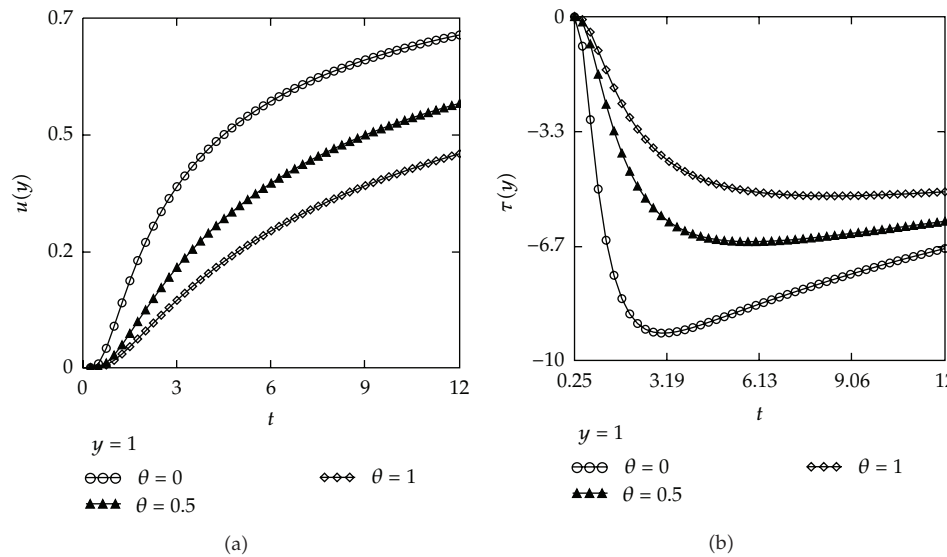 0.7
0.5
0.2
0
u(y)
0
3
6
9
12
t
y = 1
θ = 0
θ = 1
θ = 0.5
(a)
0
−3.3
−6.7
−10
τ(y)
0.25
3.19
6.13
9.06
12
t
y = 1
θ = 0
θ = 1
θ = 0.5
(b)